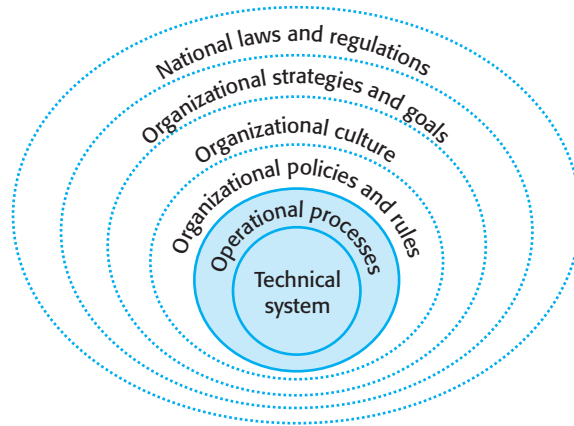 National laws and regulations
Organizational strategies and goals
Organizational culture
Organizational policies and rules
Operational processes
Technical
system